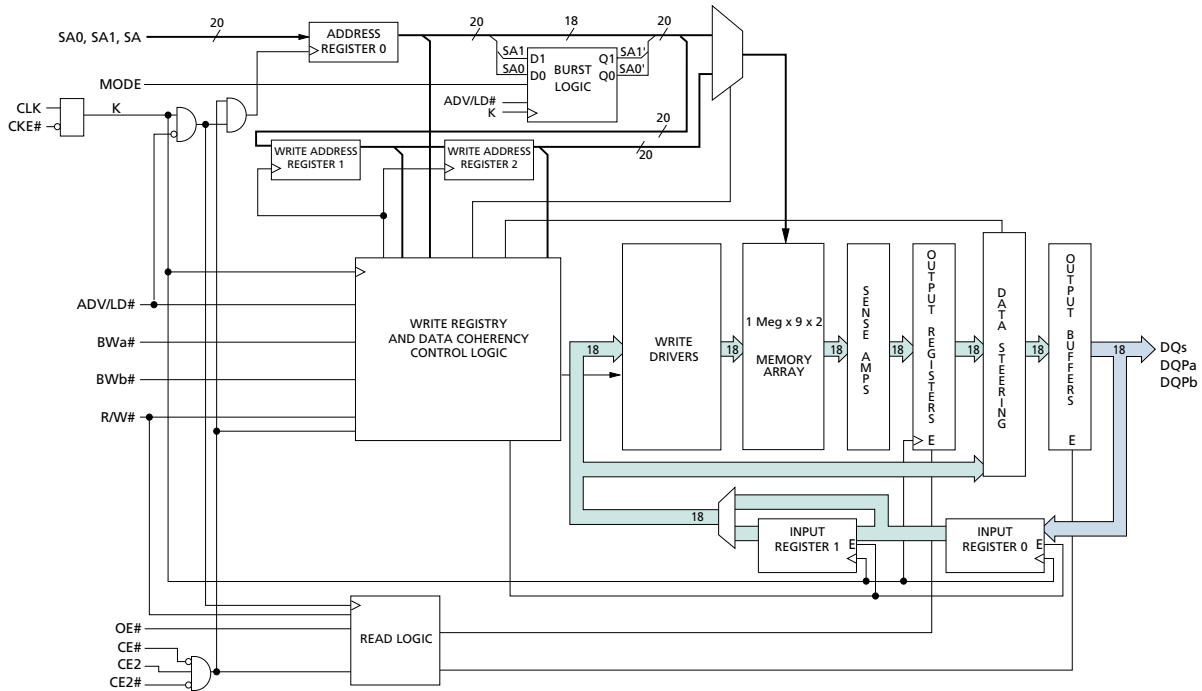 20
20
18
20
SA0, SA1, SA
ADDRESS
REGISTER 0
SA1
D1
Q1
SA1'
SA0
D0
Q0
SA0'
BURST
LOGIC
MODE
ADV/LD#
K
CLK
CKE#
K
20
20
WRITE ADDRESS
REGISTER 1
WRITE ADDRESS
REGISTER 2
ADV/LD#
BWa#
BWb#
R/W#
WRITE REGISTRY
AND DATA COHERENCY
CONTROL LOGIC
18
WRITE
DRIVERS
18
1 Meg x 9 x 2
MEMORY
ARRAY
18
SENSE AMPS
18
OUTPUT REGISTERS
E
18
DATA STEERING
18
OUTPUT BUFFERS
E
18
DQs
DQPa
DQPb
18
INPUT
REGISTER 1
E
INPUT
REGISTER 0
E
OE#
CE#
CE2
CE2#
READ LOGIC